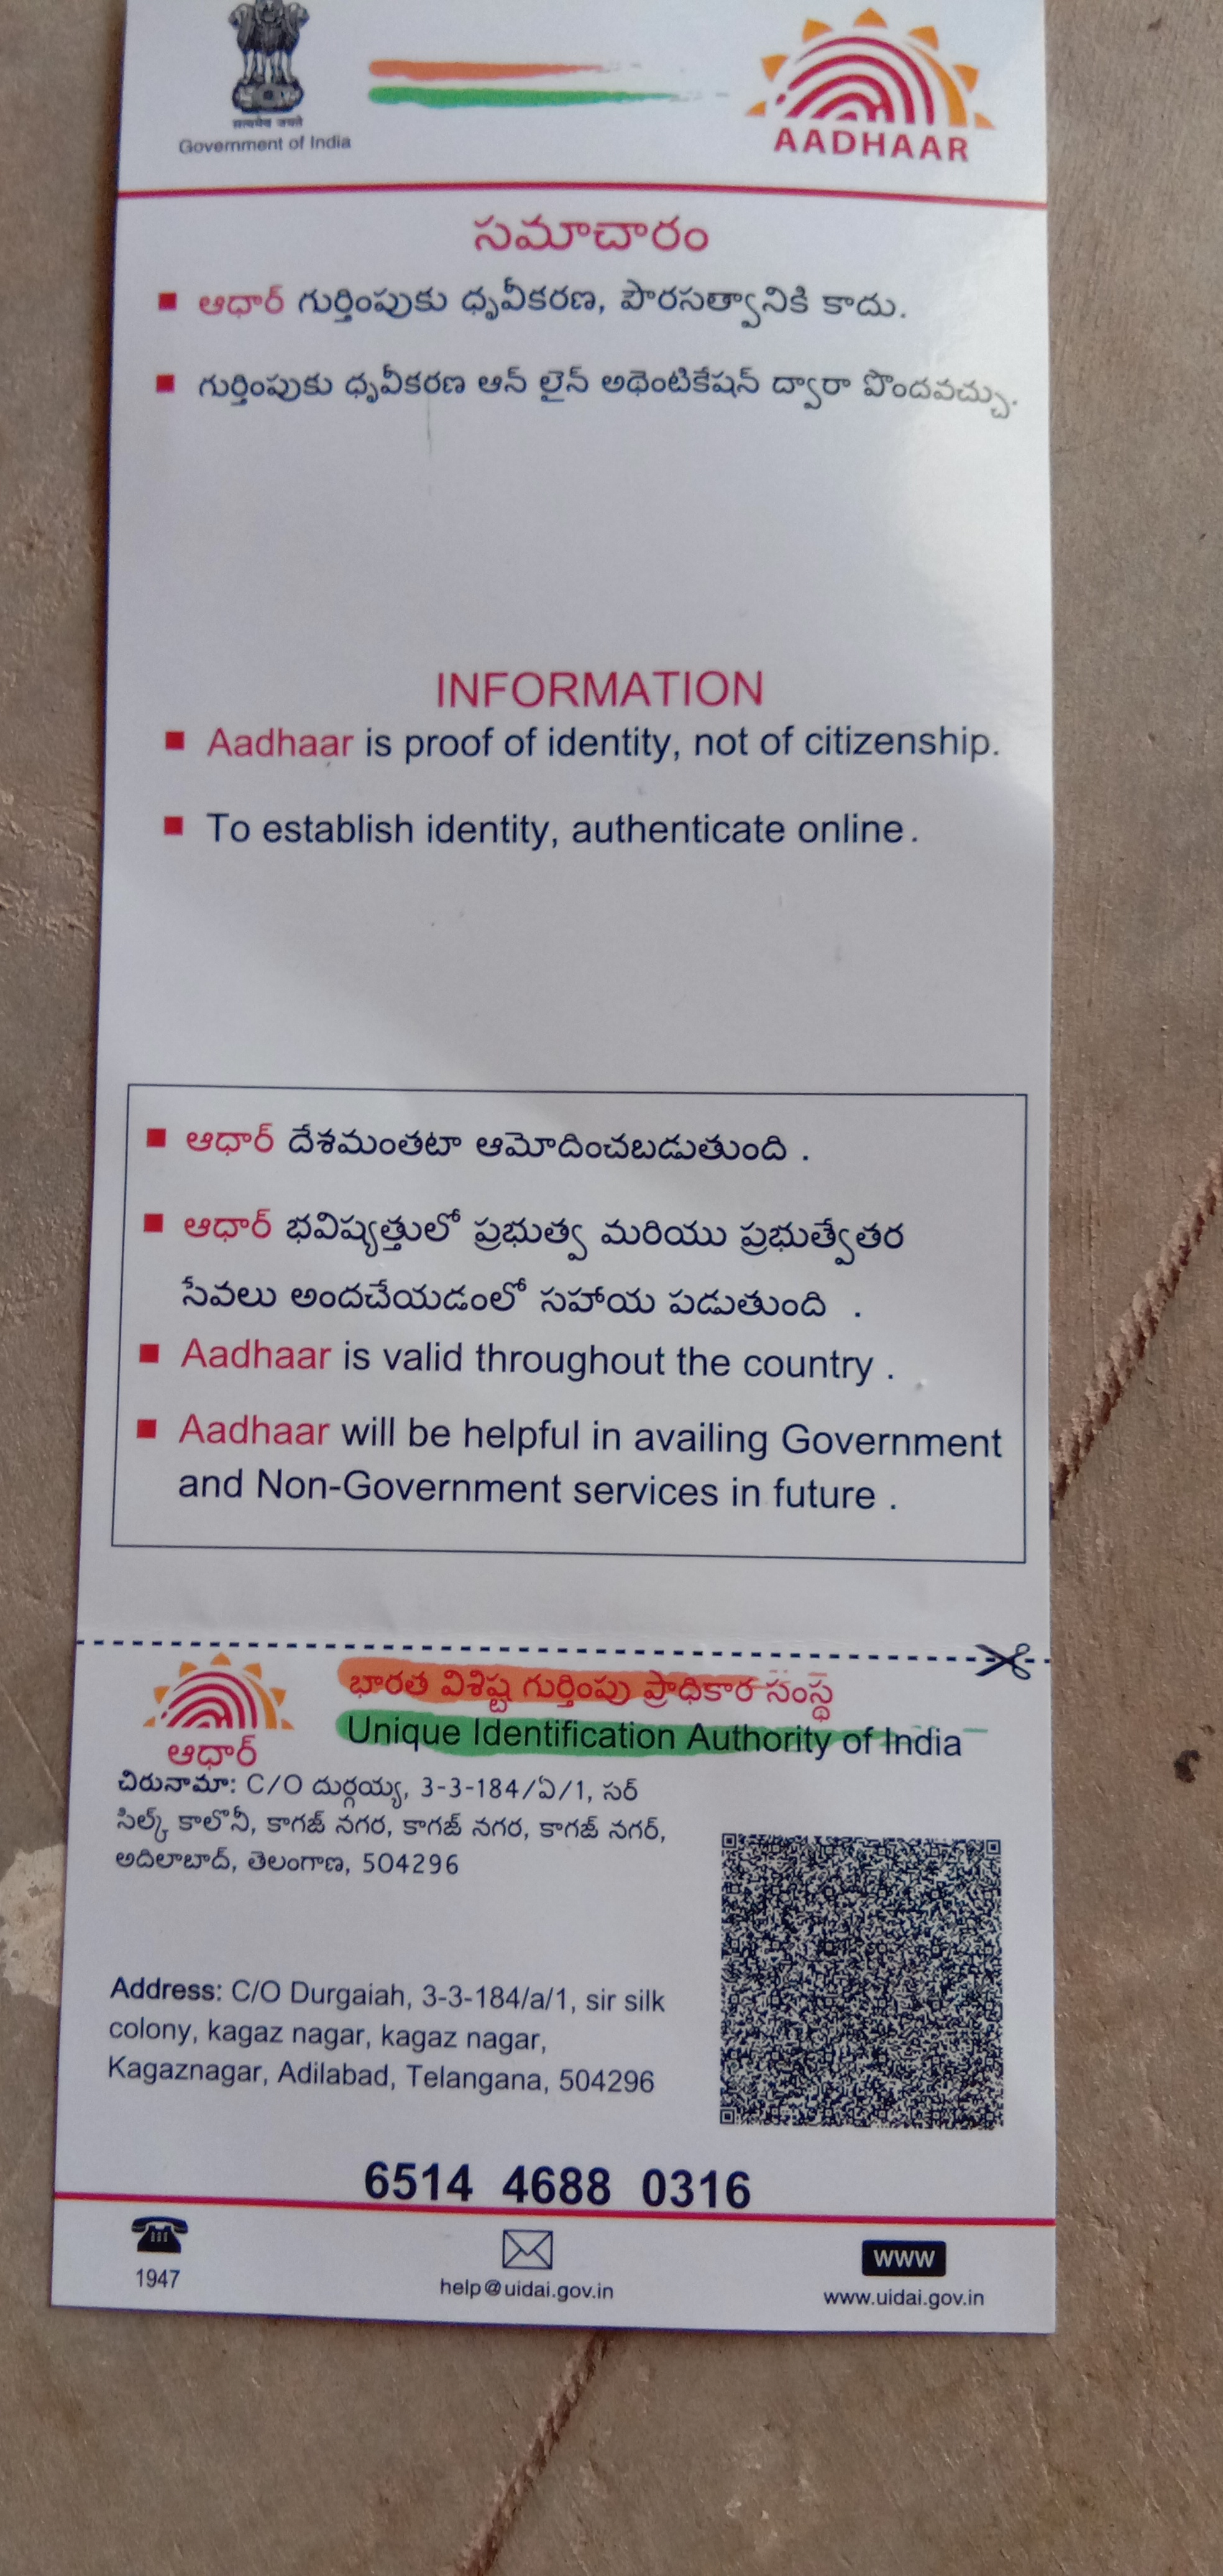 सत्यमेव जयते
Government of India
AADHAAR
సమాచారం
ఆధార్ గుర్తింపుకు ధృవీకరణ, పౌరసత్వానికి కాదు.
గుర్తింపుకు ధృవీకరణ ఆన్ లైన్ అథెంటికేషన్ ద్వారా పొందవచ్చు.
INFORMATION
Aadhaar is proof of identity, not of citizenship.
To establish identity, authenticate online.
ఆధార్ దేశమంతటా ఆమోదించబడుతుంది .
ఆధార్ భవిష్యత్తులో ప్రభుత్వ మరియు ప్రభుత్వేతర
సేవలు అందచేయడంలో సహాయ పడుతుంది .
Aadhaar is valid throughout the country .
Aadhaar will be helpful in availing Government
and Non-Government services in future .
భారత విశిష్ట గుర్తింపు ప్రాధికార సంస్థ
Unique Identification Authority of India
ఆధార్
చిరునామా: C/O దుర్గయ్య, 3-3-184/ఏ/1, సర్
సిల్క్ కాలొనీ, కాగజ్ నగర, కాగజ్ నగర, కాగజ్ నగర్,
అదిలాబాద్, తెలంగాణ, 504296
Address: C/O Durgaiah, 3-3-184/a/1, sir silk
colony, kagaz nagar, kagaz nagar,
Kagaznagar, Adilabad, Telangana, 504296
6514 4688 0316
1947
help@uidai.gov.in
www
www.uidai.gov.in